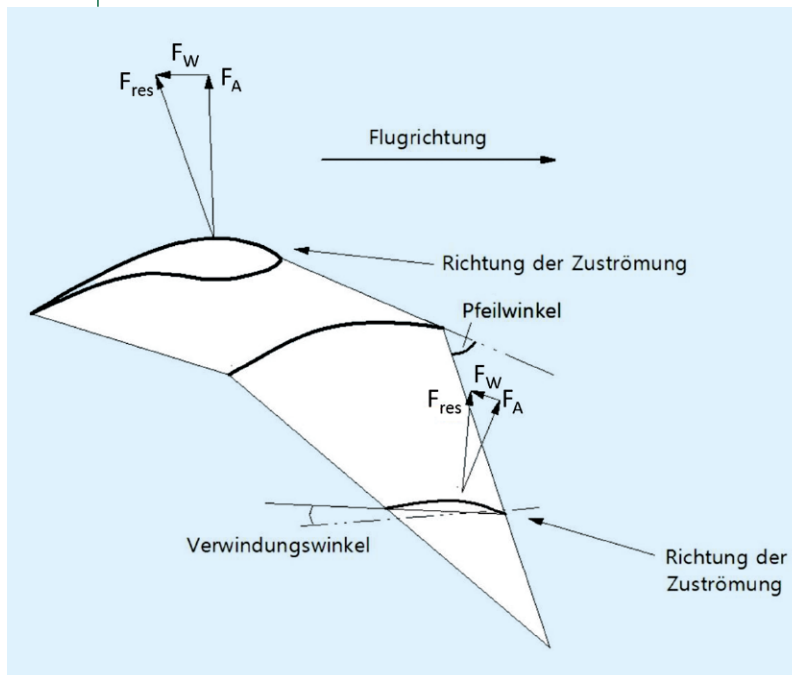 F_W
F_res F_A
Flugrichtung
Richtung der Zuströmung
Pfeilwinkel
F_W
F_res F_A
Verwindungswinkel
Richtung der
Zuströmung